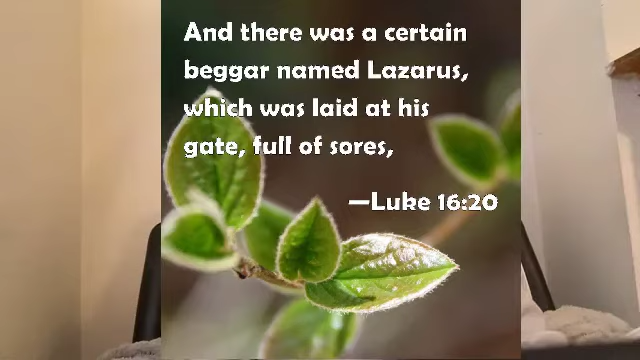 And there was a certain
beggar named Lazarus,
which was laid at his
gate, full of sores,
—Luke 16:20